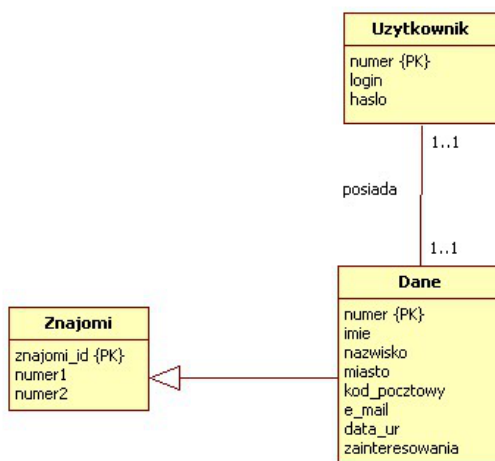 Uzytkownik
numer {PK}
login
haslo
1..1
posiada
1..1
Dane
numer {PK}
imie
nazwisko
miasto
kod_pocztowy
e_mail
data_ur
zainteresowania
Znajomi
znajomi_id {PK}
numer1
numer2